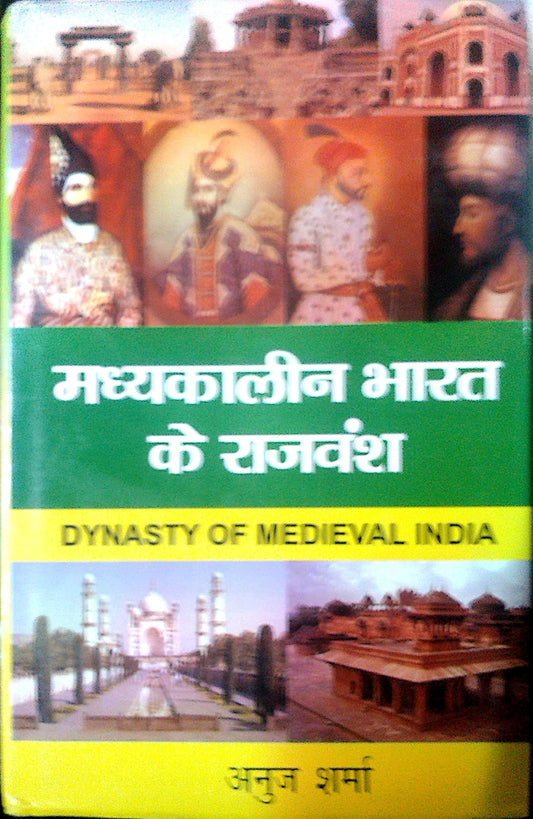 मध्यकालीन भारत
के राजवंश
DYNASTY OF MEDIEVAL INDIA
अनुज शर्मा